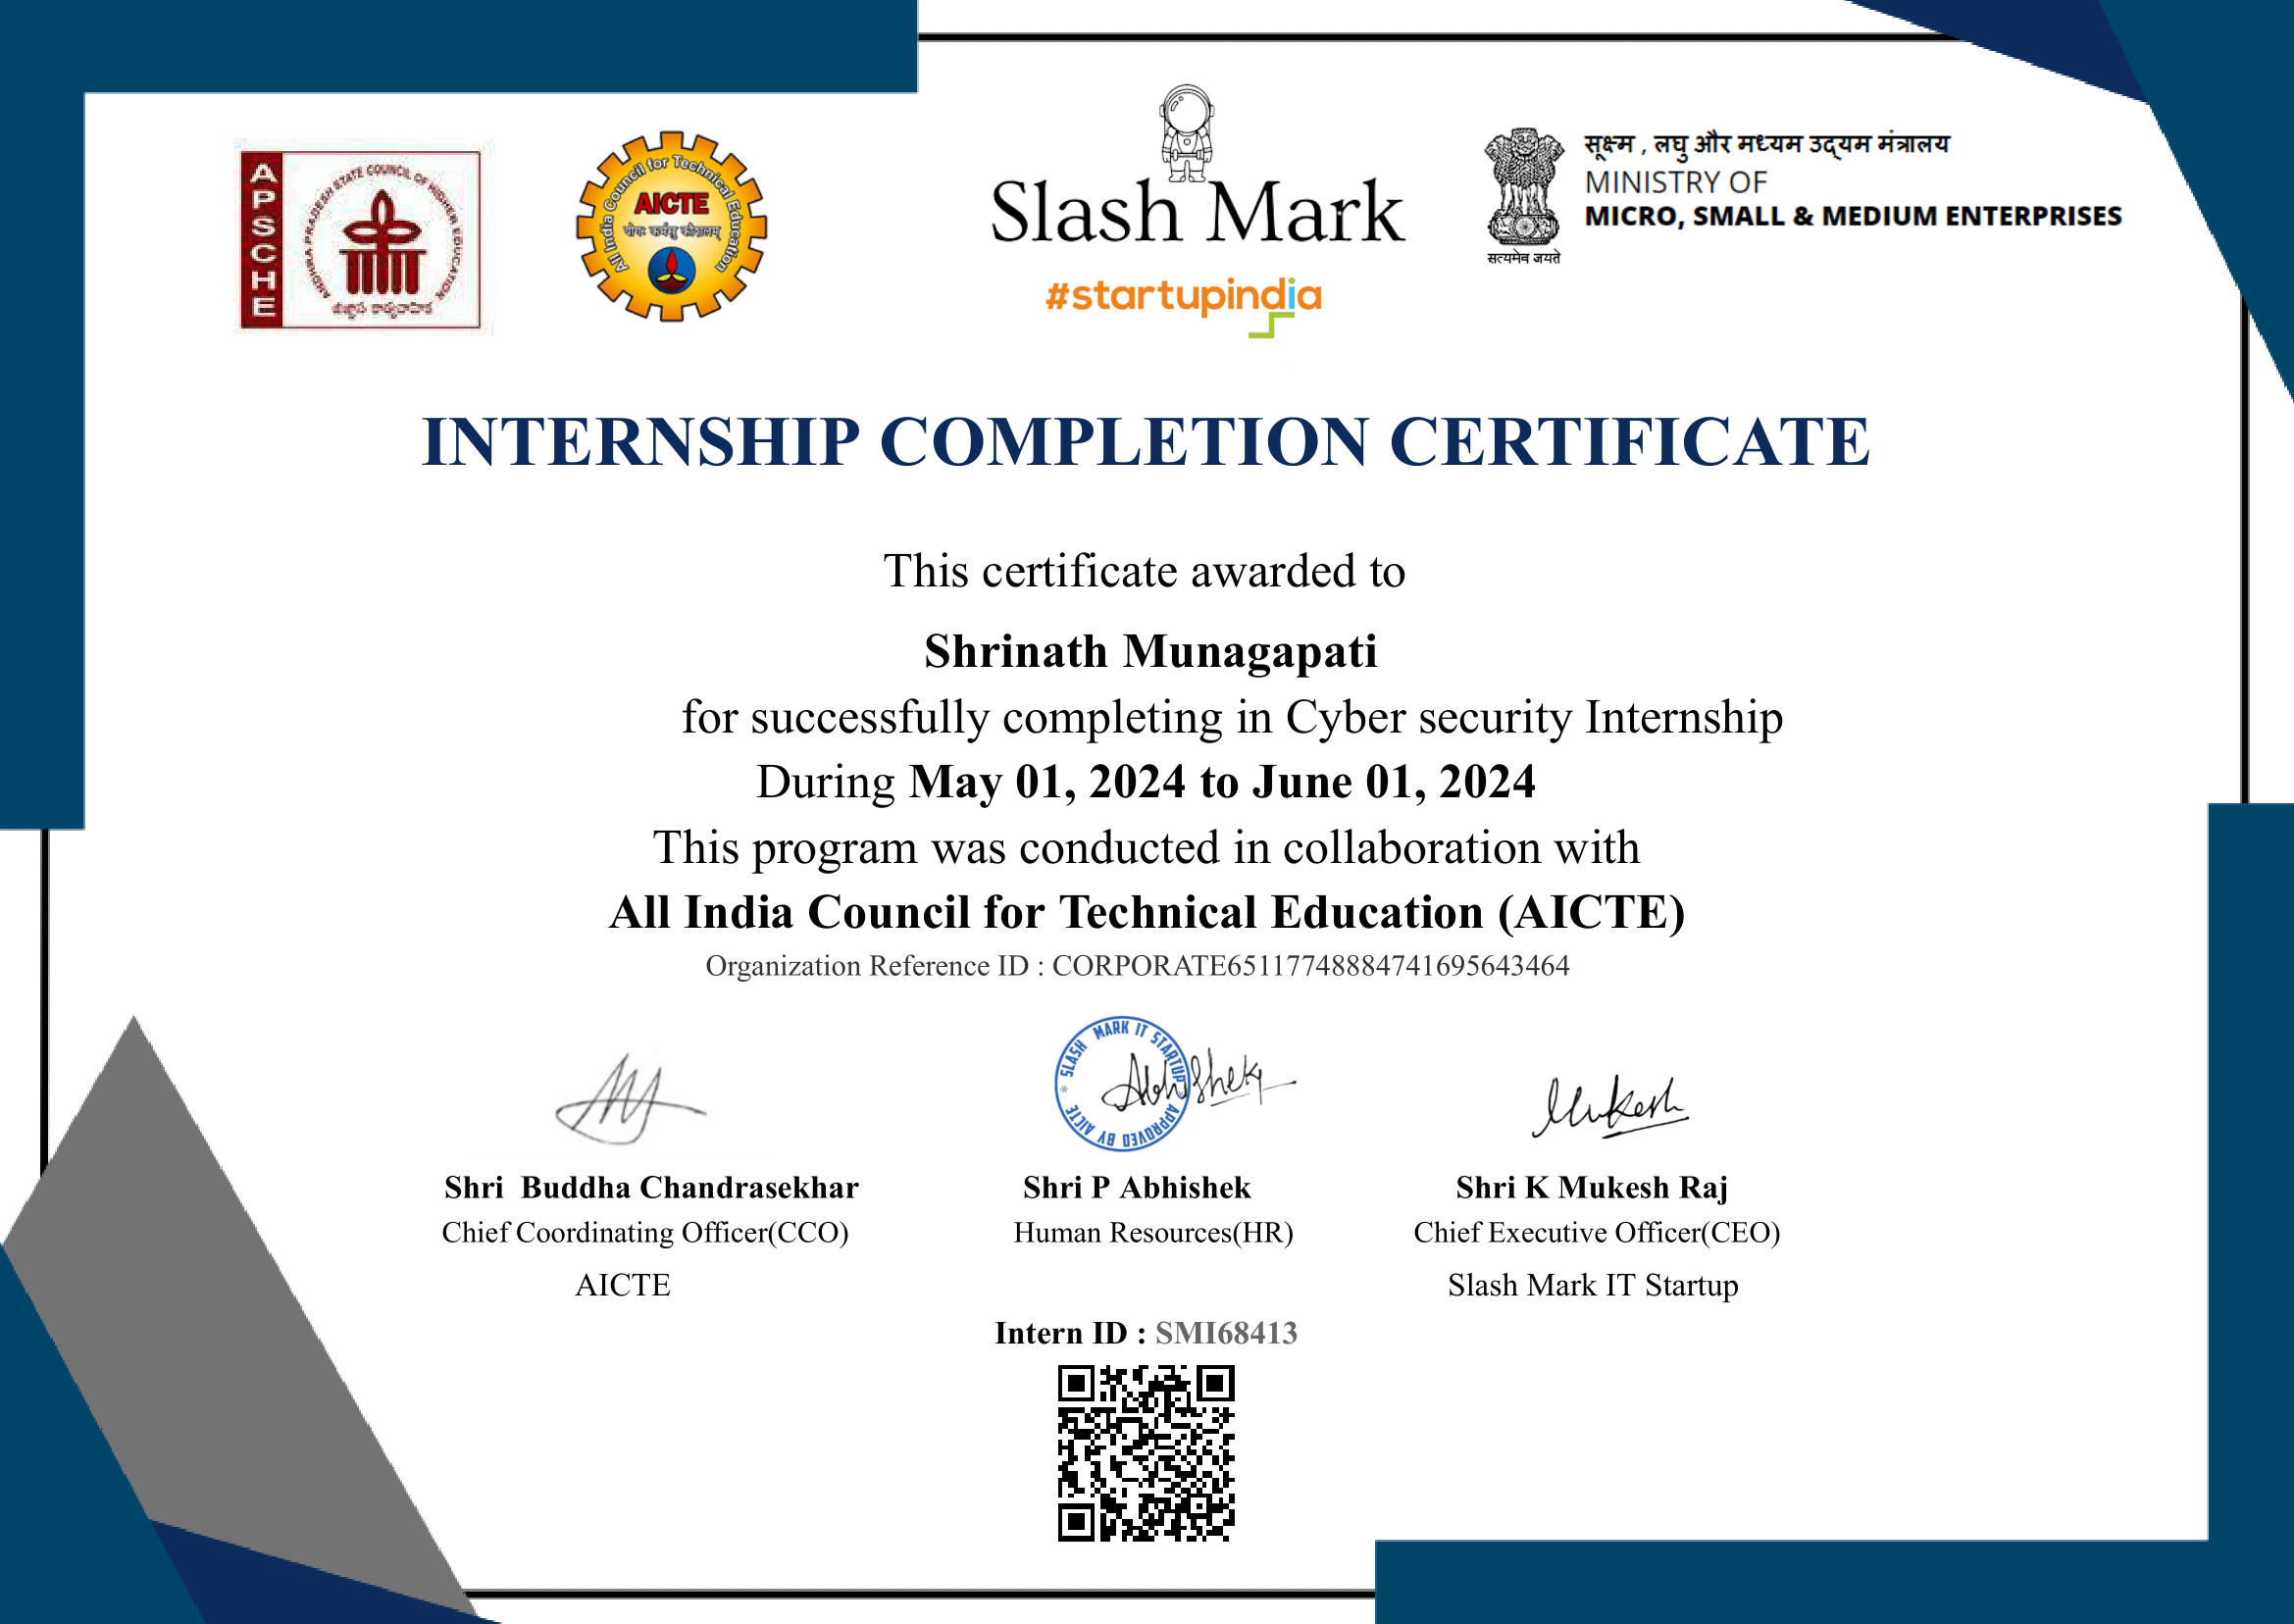 APSCHE
ANDHRA PRADESH STATE COUNCIL OF HIGHER EDUCATION
All India Council for Technical Education
AICTE
Slash Mark
#startupindia
सूक्ष्म , लघु और मध्यम उद्यम मंत्रालय
MINISTRY OF
MICRO, SMALL & MEDIUM ENTERPRISES
सत्यमेव जयते
INTERNSHIP COMPLETION CERTIFICATE
This certificate awarded to
Shrinath Munagapati
for successfully completing in Cyber security Internship
During May 01, 2024 to June 01, 2024
This program was conducted in collaboration with
All India Council for Technical Education (AICTE)
Organization Reference ID : CORPORATE65117748884741695643464
SLASH MARK IT STARTUP
APPROVED BY AICTE *
Abhishek
Mukesh
Shri Buddha Chandrasekhar
Shri P Abhishek
Shri K Mukesh Raj
Chief Coordinating Officer(CCO)
Human Resources(HR)
Chief Executive Officer(CEO)
AICTE
Slash Mark IT Startup
Intern ID : SMI68413